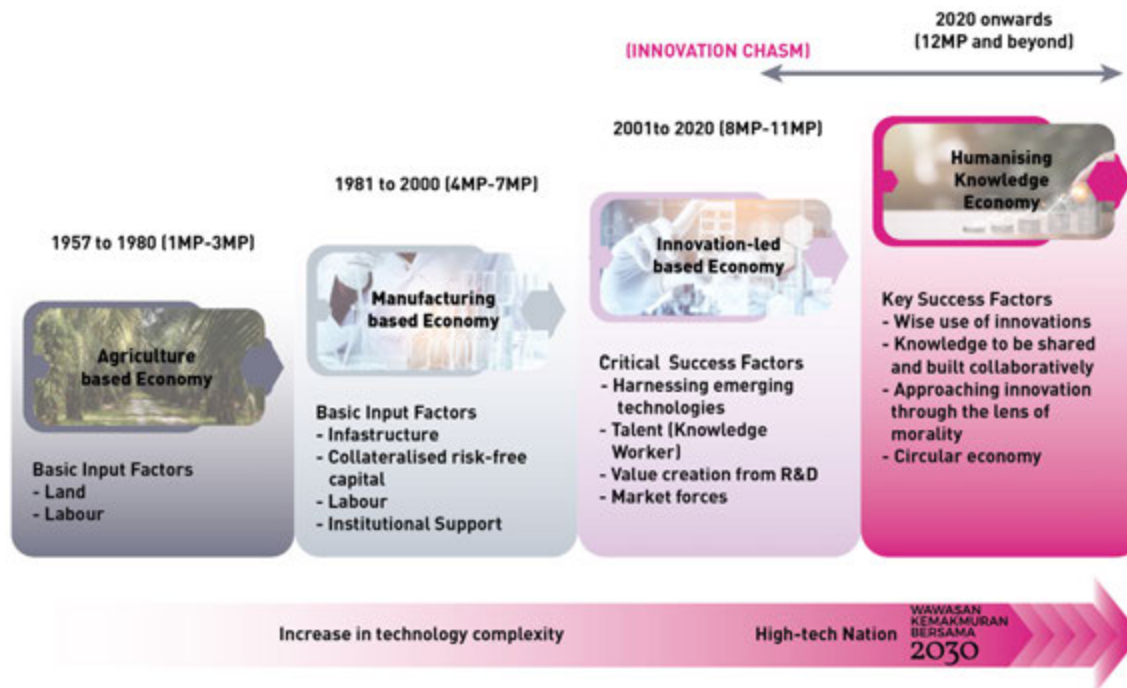 2020 onwards
(12MP and beyond)
(INNOVATION CHASM)
2001to 2020 (8MP-11MP)
1981 to 2000 (4MP-7MP)
1957 to 1980 (1MP-3MP)
Agriculture
based Economy
Basic Input Factors
- Land
- Labour
Manufacturing
based Economy
Basic Input Factors
- Infastructure
- Collateralised risk-free
capital
- Labour
- Institutional Support
Innovation-led
based Economy
Critical Success Factors
- Harnessing emerging
technologies
- Talent (Knowledge
Worker)
- Value creation from R&D
- Market forces
Humanising
Knowledge
Economy
Key Success Factors
- Wise use of innovations
- Knowledge to be shared
and built collaboratively
- Approaching innovation
through the lens of
morality
- Circular economy
Increase in technology complexity
High-tech Nation
WAWASAN
KEMAKMURAN
BERSAMA
2030